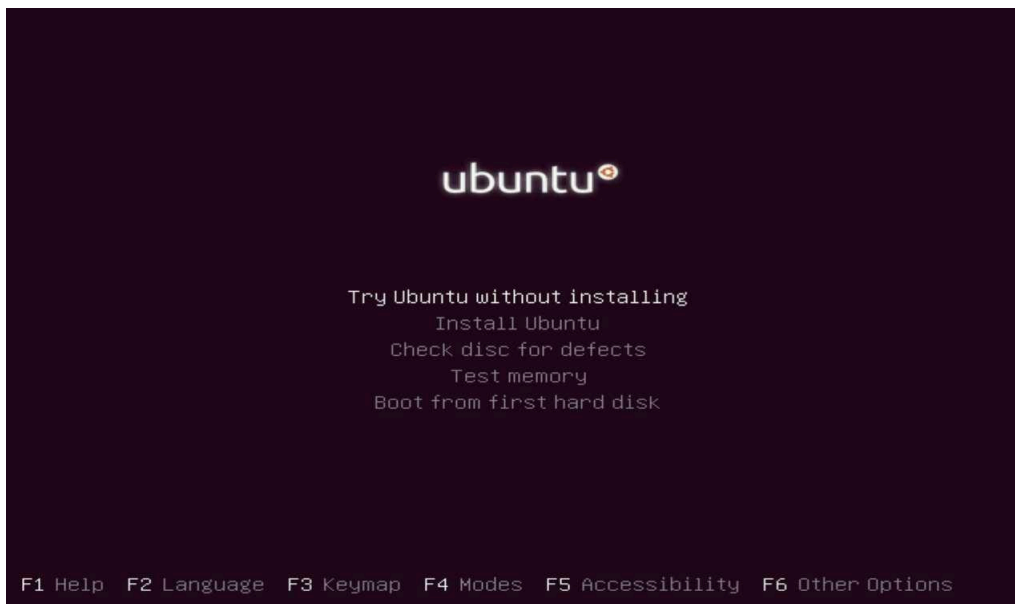 ubuntu
Try Ubuntu without installing
Install Ubuntu
Check disc for defects
Test memory
Boot from first hard disk
F1 Help F2 Language F3 Keymap F4 Modes F5 Accessibility F6 Other Options